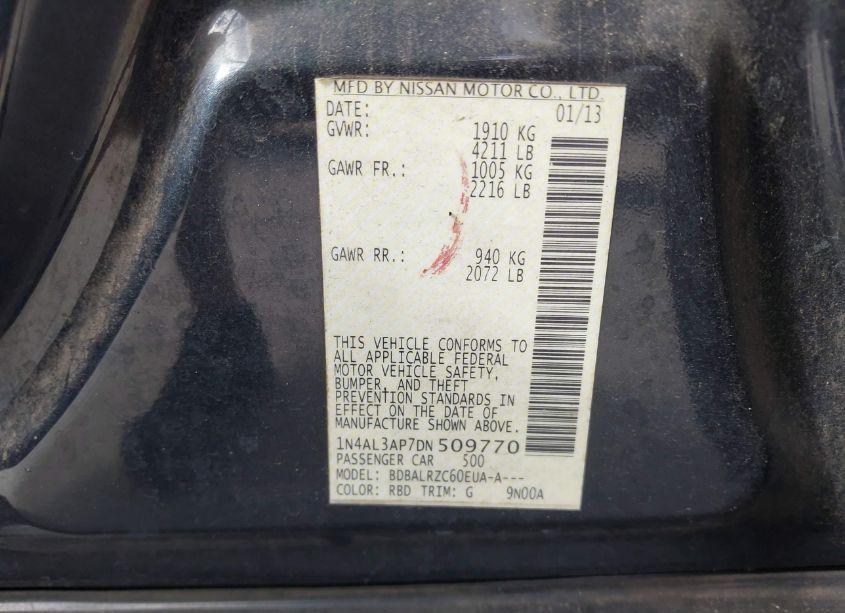 MFD BY NISSAN MOTOR CO., LTD.
DATE: 01/13
GVWR: 1910 KG
4211 LB
GAWR FR.: 1005 KG
2216 LB
GAWR RR.: 940 KG
2072 LB
THIS VEHICLE CONFORMS TO
ALL APPLICABLE FEDERAL
MOTOR VEHICLE SAFETY,
BUMPER, AND THEFT
PREVENTION STANDARDS IN
EFFECT ON THE DATE OF
MANUFACTURE SHOWN ABOVE.
1N4AL3AP7DN509770
PASSENGER CAR 500
MODEL: BDBALRZC60EUA-A---
COLOR: RBD TRIM: G 9N00A